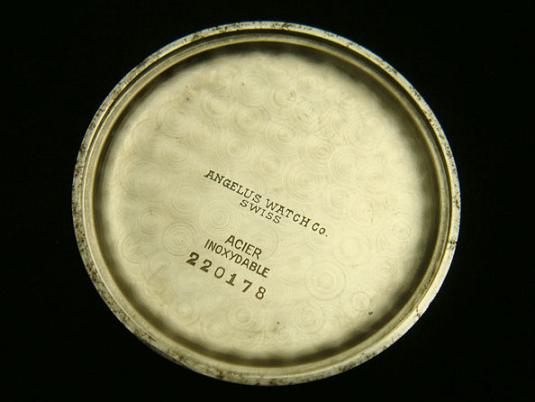 ANGELUS WATCH Co.
SWISS
ACIER
INOXYDABLE
220178